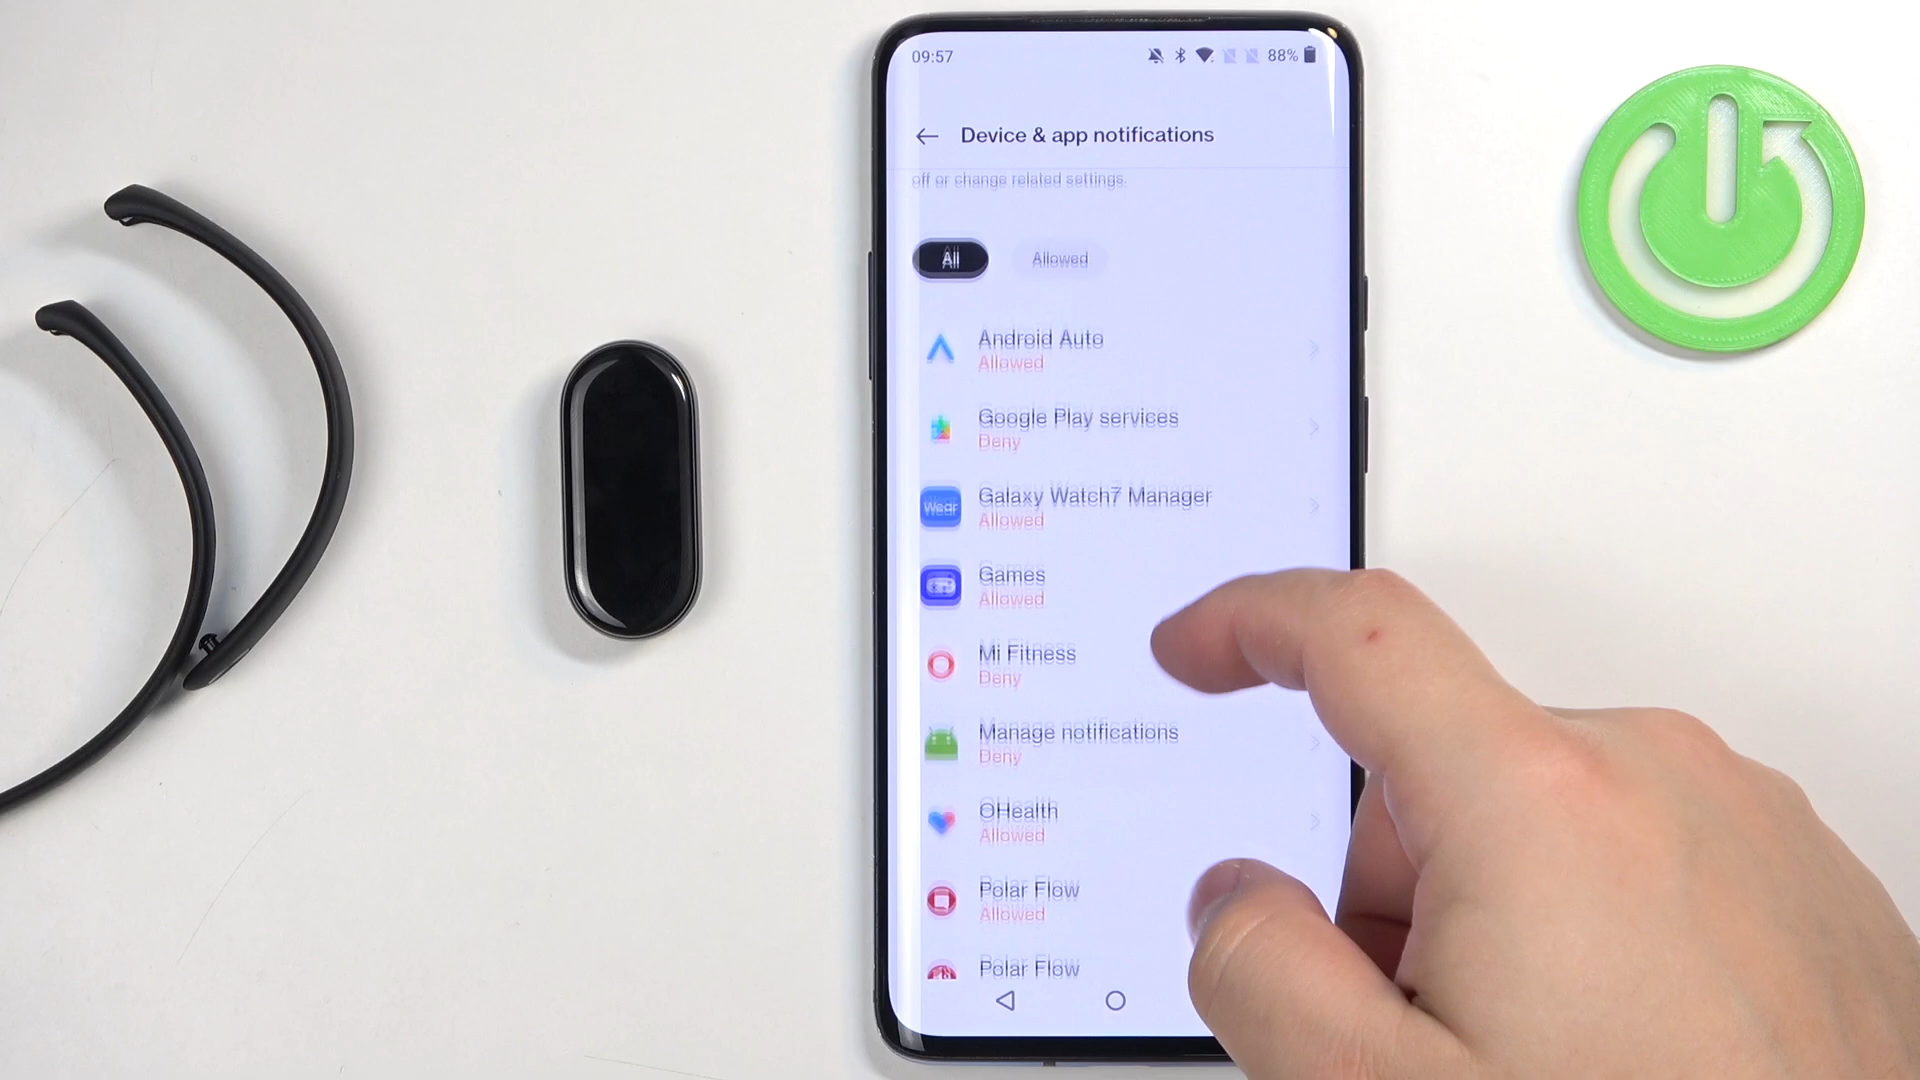 09:57
88%
Device & app notifications
off or change related settings.
All
Allowed
Android Auto
Allowed
Google Play services
Deny
Wear
Galaxy Watch7 Manager
Allowed
Games
Allowed
Mi Fitness
Deny
Manage notifications
Deny
OHealth
Allowed
Polar Flow
Allowed
Polar Flow